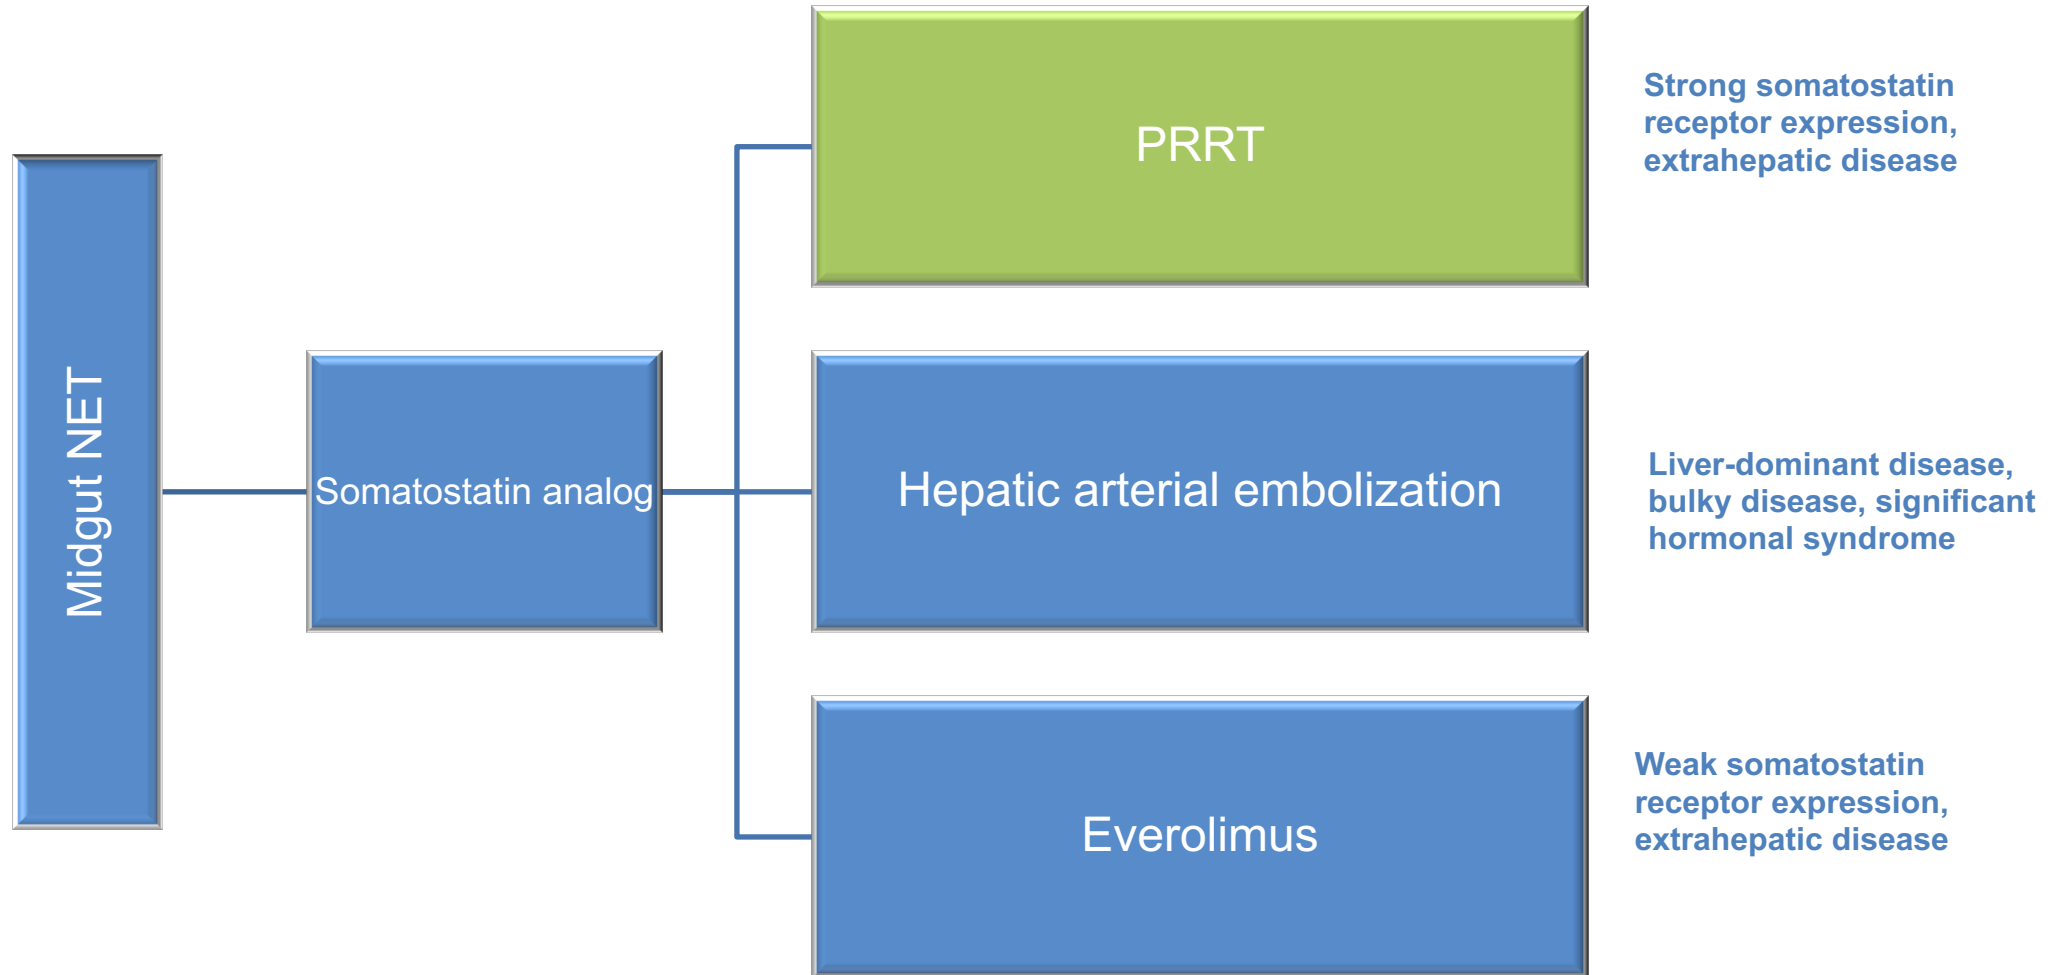 Midgut NET
Somatostatin analog
PRRT
Strong somatostatin
receptor expression,
extrahepatic disease
Hepatic arterial embolization
Liver-dominant disease,
bulky disease, significant
hormonal syndrome
Everolimus
Weak somatostatin
receptor expression,
extrahepatic disease